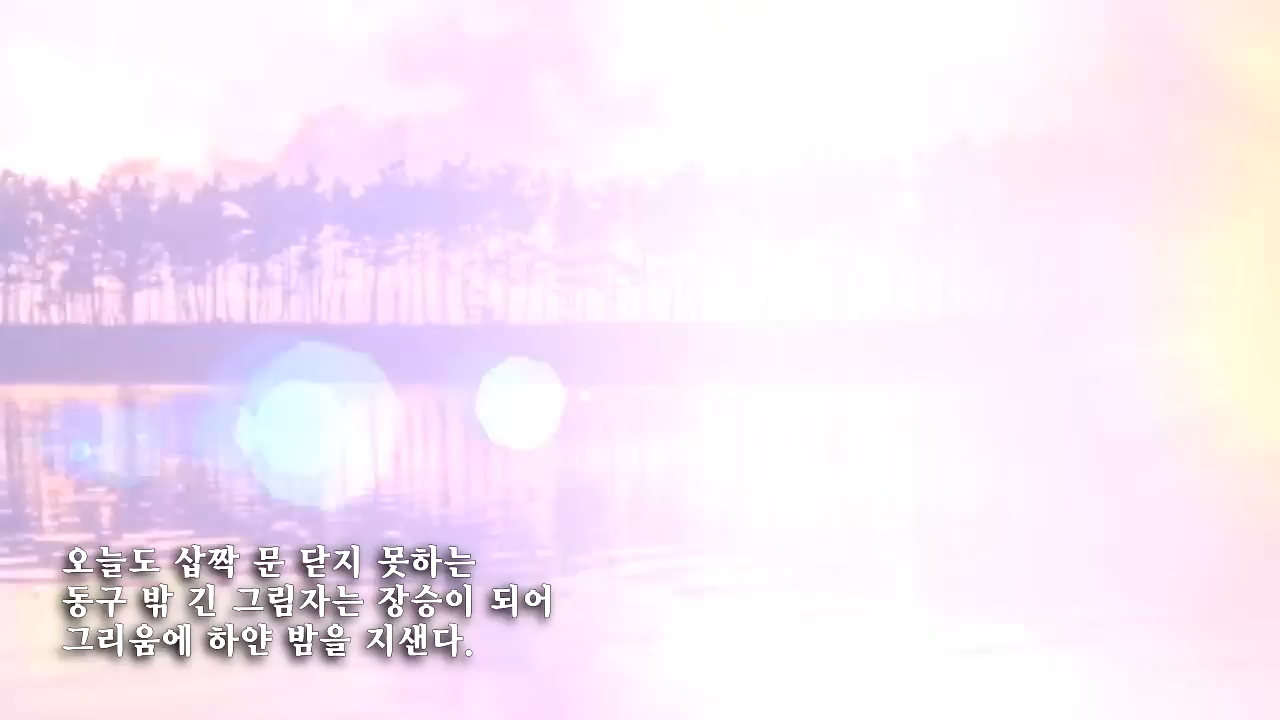 오늘도 삽짝 문 닫지 못하는
동구 밖 긴 그림자는 장승이 되어
그리움에 하얀 밤을 지샌다.